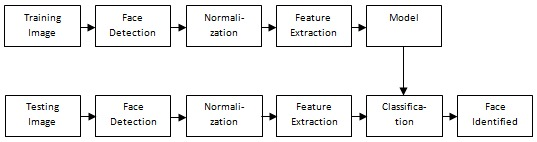 Training
Image
Face
Detection
Normali-
zation
Feature
Extraction
Model
Testing
Image
Face
Detection
Normali-
zation
Feature
Extraction
Classifica-
tion
Face
Identified